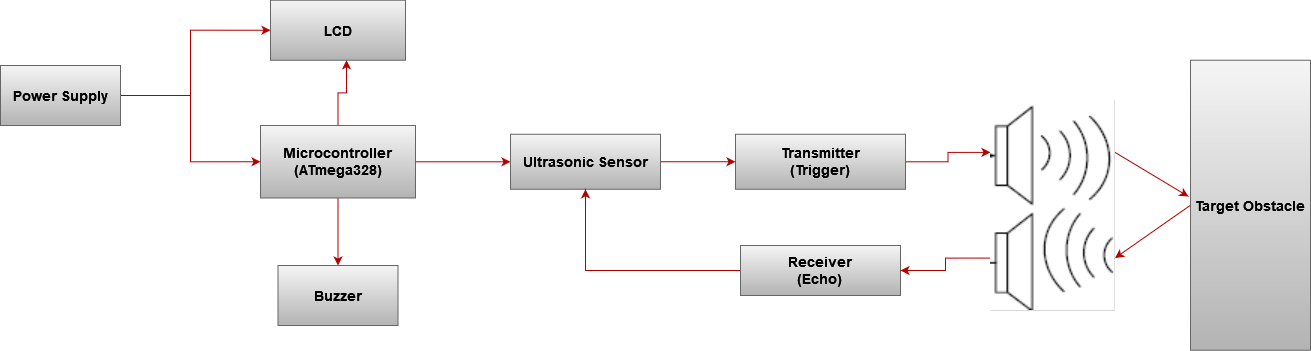 LCD
Power Supply
Microcontroller
(ATmega328)
Ultrasonic Sensor
Transmitter
(Trigger)
Target Obstacle
Receiver
(Echo)
Buzzer